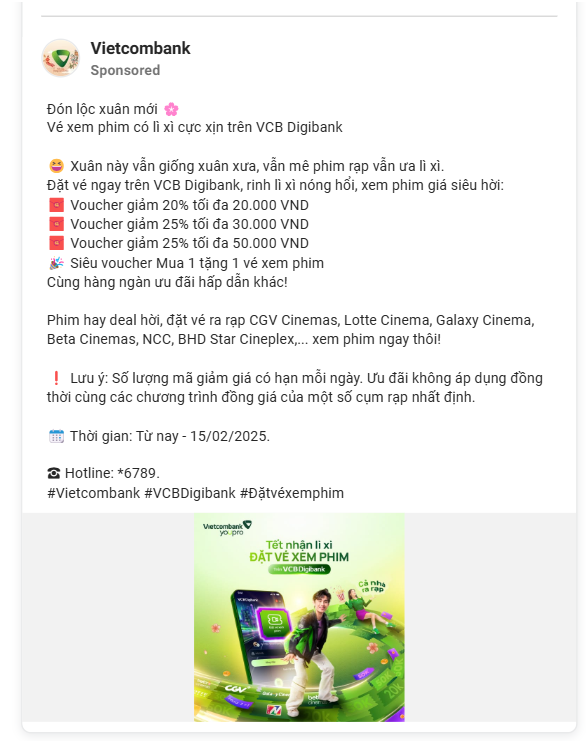 Vietcombank
Sponsored
Đón lộc xuân mới 🌸
Vé xem phim có lì xì cực xịn trên VCB Digibank
😆 Xuân này vẫn giống xuân xưa, vẫn mê phim rạp vẫn ưa lì xì.
Đặt vé ngay trên VCB Digibank, rinh lì xì nóng hổi, xem phim giá siêu hời:
🧧 Voucher giảm 20% tối đa 20.000 VND
🧧 Voucher giảm 25% tối đa 30.000 VND
🧧 Voucher giảm 25% tối đa 50.000 VND
🎉 Siêu voucher Mua 1 tặng 1 vé xem phim
Cùng hàng ngàn ưu đãi hấp dẫn khác!
Phim hay deal hời, đặt vé ra rạp CGV Cinemas, Lotte Cinema, Galaxy Cinema,
Beta Cinemas, NCC, BHD Star Cineplex,... xem phim ngay thôi!
❗ Lưu ý: Số lượng mã giảm giá có hạn mỗi ngày. Ưu đãi không áp dụng đồng
thời cùng các chương trình đồng giá của một số cụm rạp nhất định.
🗓️ Thời gian: Từ nay - 15/02/2025.
☎ Hotline: *6789.
#Vietcombank #VCBDigibank #Đặtvéxemphim
Vietcombank
Tết nhận lì xì
ĐẶT VÉ XEM PHIM
VCBDigibank
Cả nhà
ra rạp
CGV